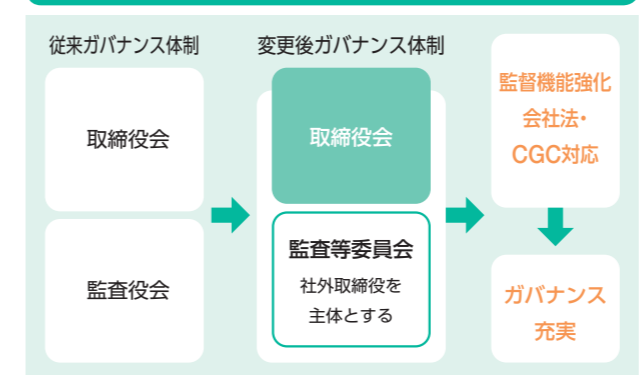 従来ガバナンス体制
取締役会
監査役会
変更後ガバナンス体制
取締役会
監査等委員会
社外取締役を
主体とする
監督機能強化
会社法・
CGC対応
ガバナンス
充実